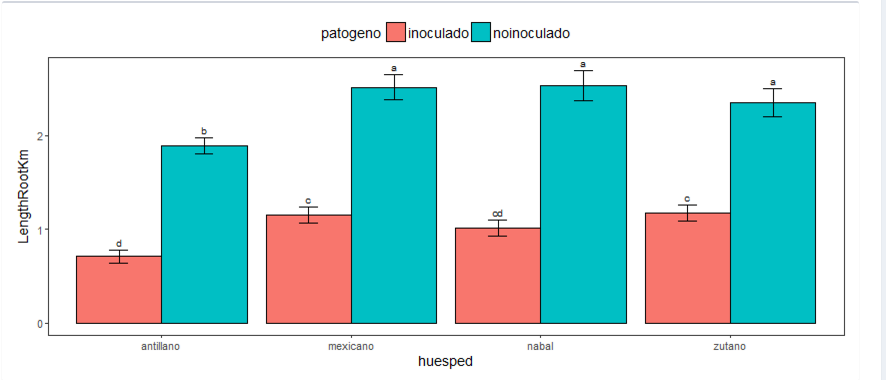 patogeno inoculado noinoculado
a
a
a
b
c
c
cd
d
2
1
0
LengthRootKm
antillano mexicano nabal zutano
huesped